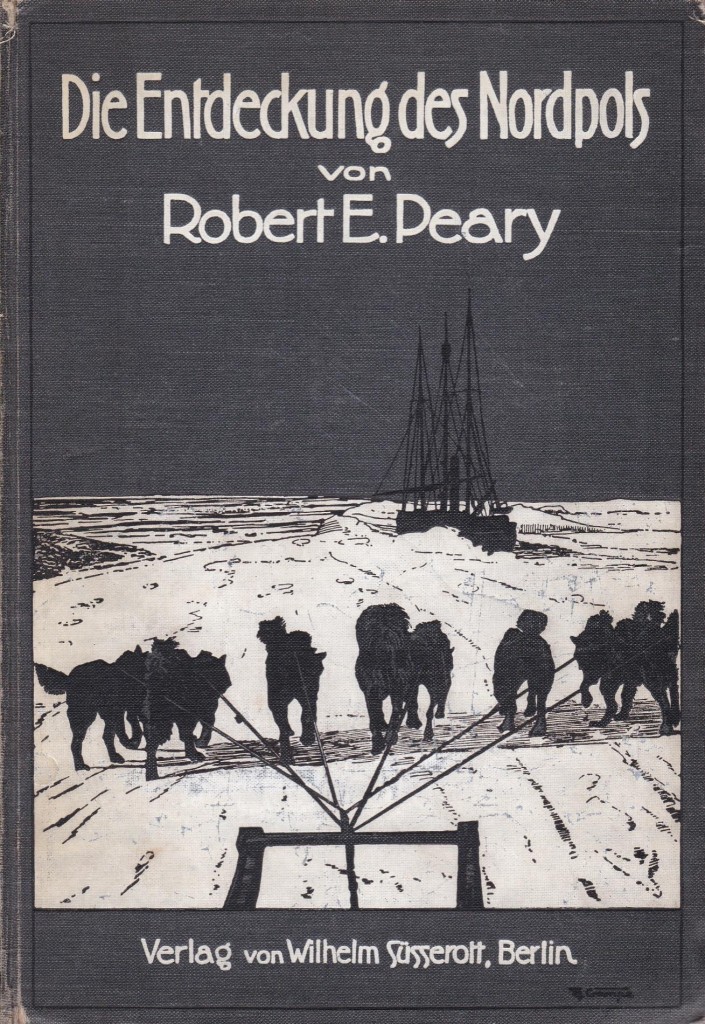 Die Entdeckung des Nordpols
von
Robert E. Peary
Verlag von Wilhelm Süsserott, Berlin.